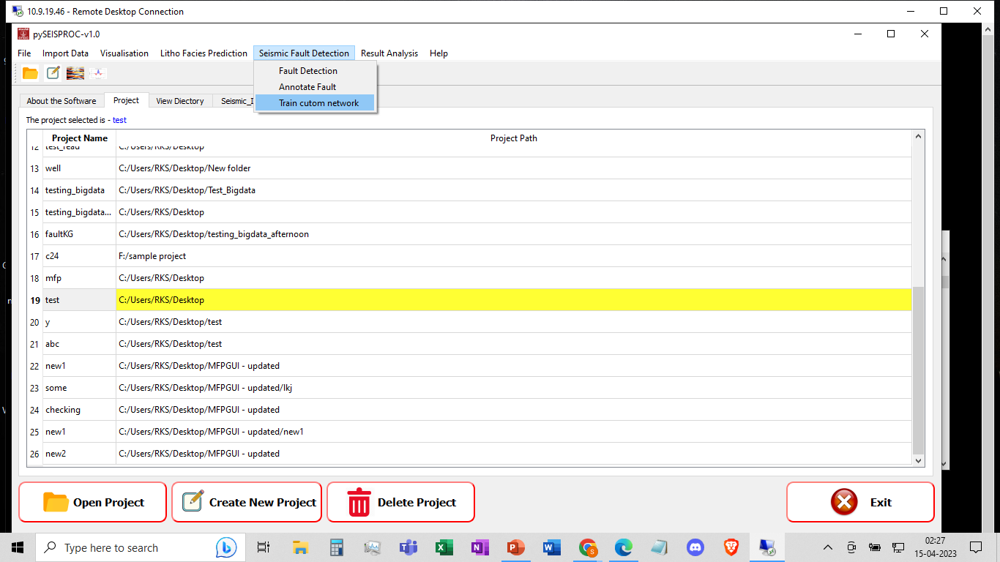 10.9.19.46 - Remote Desktop Connection
pySEISPROC-v1.0
File Import Data Visualisation Litho Facies Prediction Seismic Fault Detection Result Analysis Help
Fault Detection
Annotate Fault
Train cutom network
About the Software Project View Diectory Seismic_I
The project selected is - test
Project Name Project Path
12 test_read C:/Users/RKS/Desktop
13 well C:/Users/RKS/Desktop/New folder
14 testing_bigdata C:/Users/RKS/Desktop/Test_Bigdata
15 testing_bigdata... C:/Users/RKS/Desktop
16 faultKG C:/Users/RKS/Desktop/testing_bigdata_afternoon
17 c24 F:/sample project
18 mfp C:/Users/RKS/Desktop
19 test C:/Users/RKS/Desktop
20 y C:/Users/RKS/Desktop/test
21 abc C:/Users/RKS/Desktop/test
22 new1 C:/Users/RKS/Desktop/MFPGUI - updated
23 some C:/Users/RKS/Desktop/MFPGUI - updated/lkj
24 checking C:/Users/RKS/Desktop/MFPGUI - updated
25 new1 C:/Users/RKS/Desktop/MFPGUI - updated/new1
26 new2 C:/Users/RKS/Desktop/MFPGUI - updated
Open Project Create New Project Delete Project Exit
Type here to search
02:27
15-04-2023